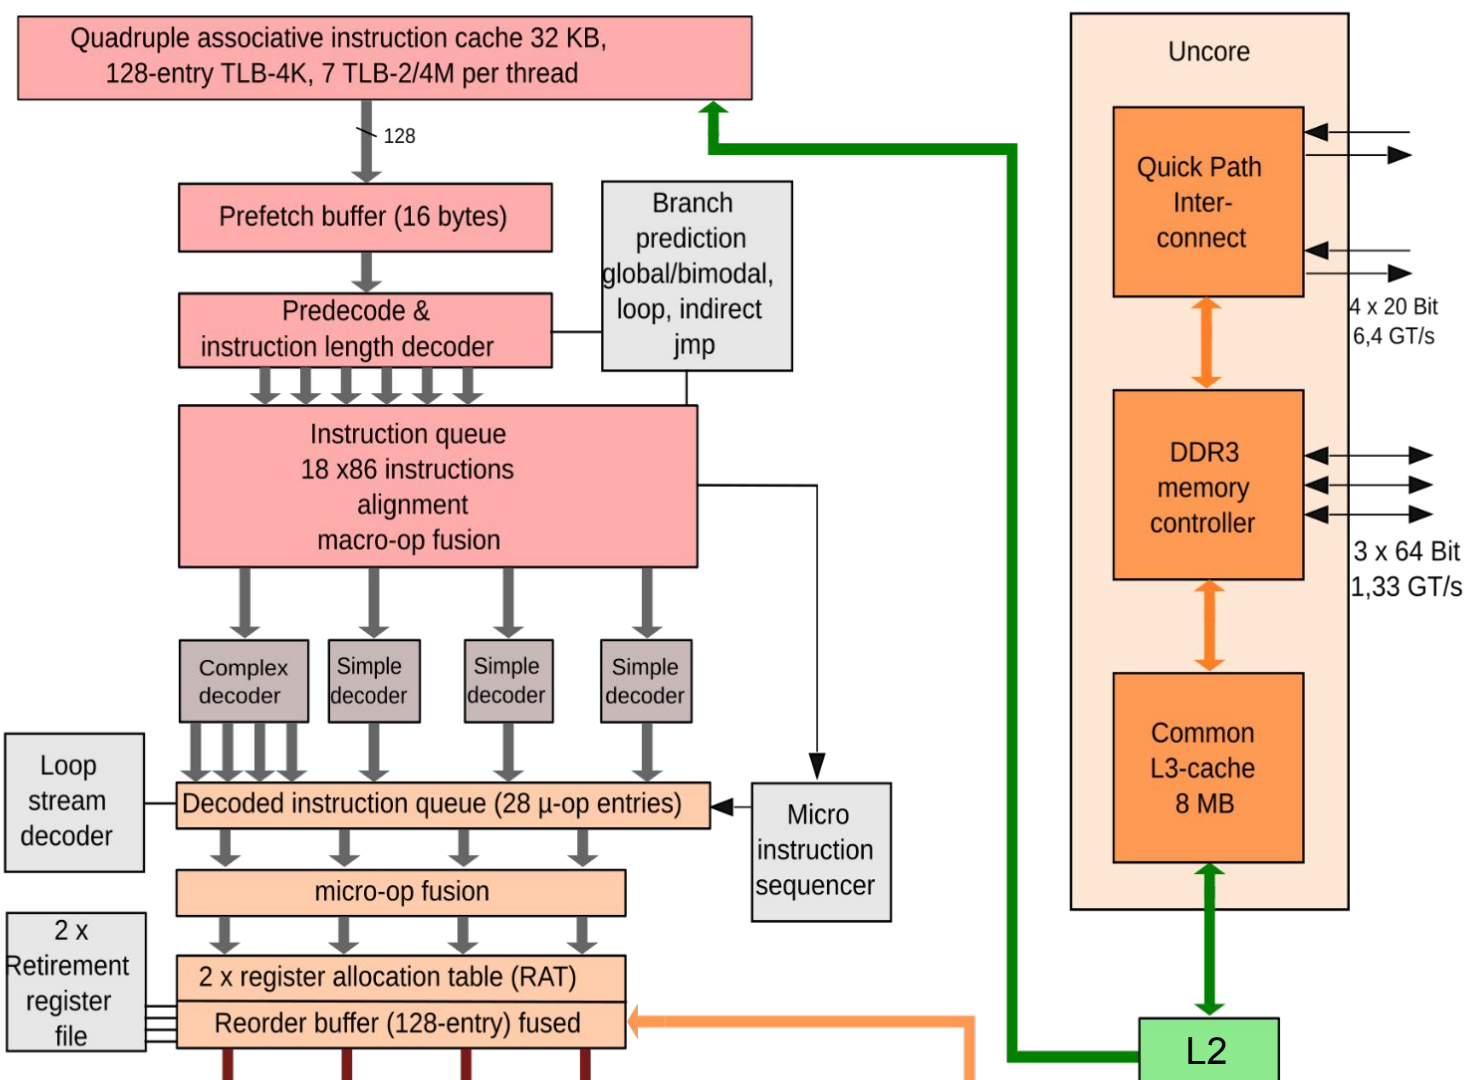 Quadruple associative instruction cache 32 KB,
128-entry TLB-4K, 7 TLB-2/4M per thread
128
Prefetch buffer (16 bytes)
Predecode &
instruction length decoder
Branch
prediction
global/bimodal,
loop, indirect
jmp
Instruction queue
18 x86 instructions
alignment
macro-op fusion
Complex
decoder
Simple
decoder
Simple
decoder
Simple
decoder
Loop
stream
decoder
Decoded instruction queue (28 µ-op entries)
Micro
instruction
sequencer
micro-op fusion
2 x
Retirement
register
file
2 x register allocation table (RAT)
Reorder buffer (128-entry) fused
Uncore
Quick Path
Inter-
connect
4 x 20 Bit
6,4 GT/s
DDR3
memory
controller
3 x 64 Bit
1,33 GT/s
Common
L3-cache
8 MB
L2